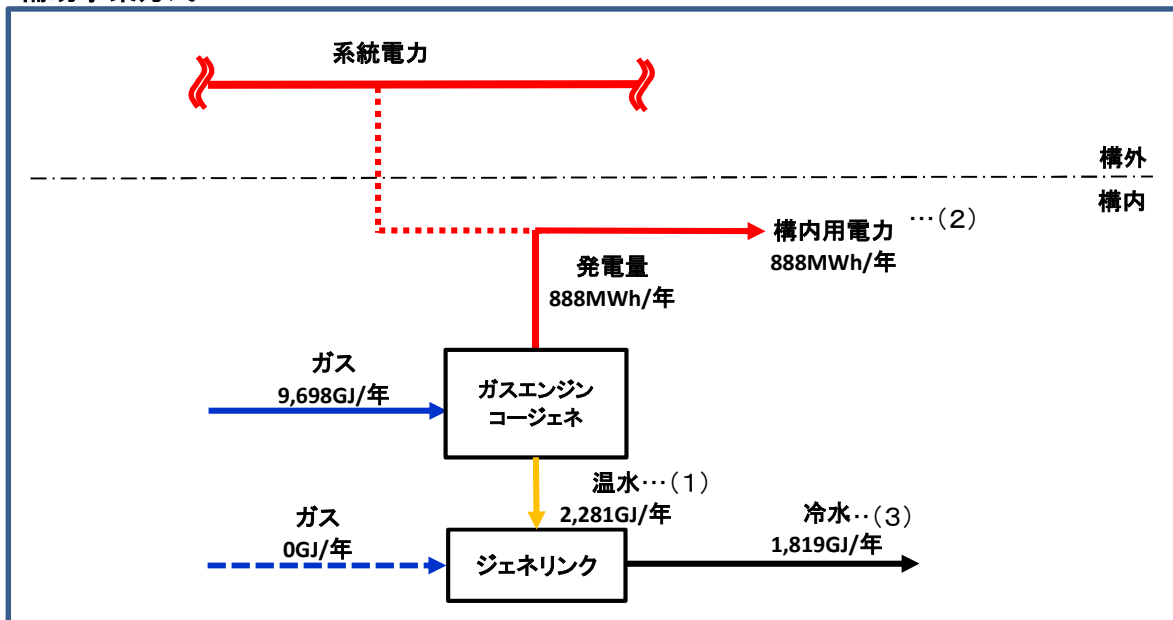 系統電力
構外
構内
構内用電力 …(2)
888MWh/年
発電量
888MWh/年
ガス
9,698GJ/年
ガスエンジン
コージェネ
温水…(1)
2,281GJ/年
ガス
0GJ/年
ジェネリンク
冷水‥(3)
1,819GJ/年